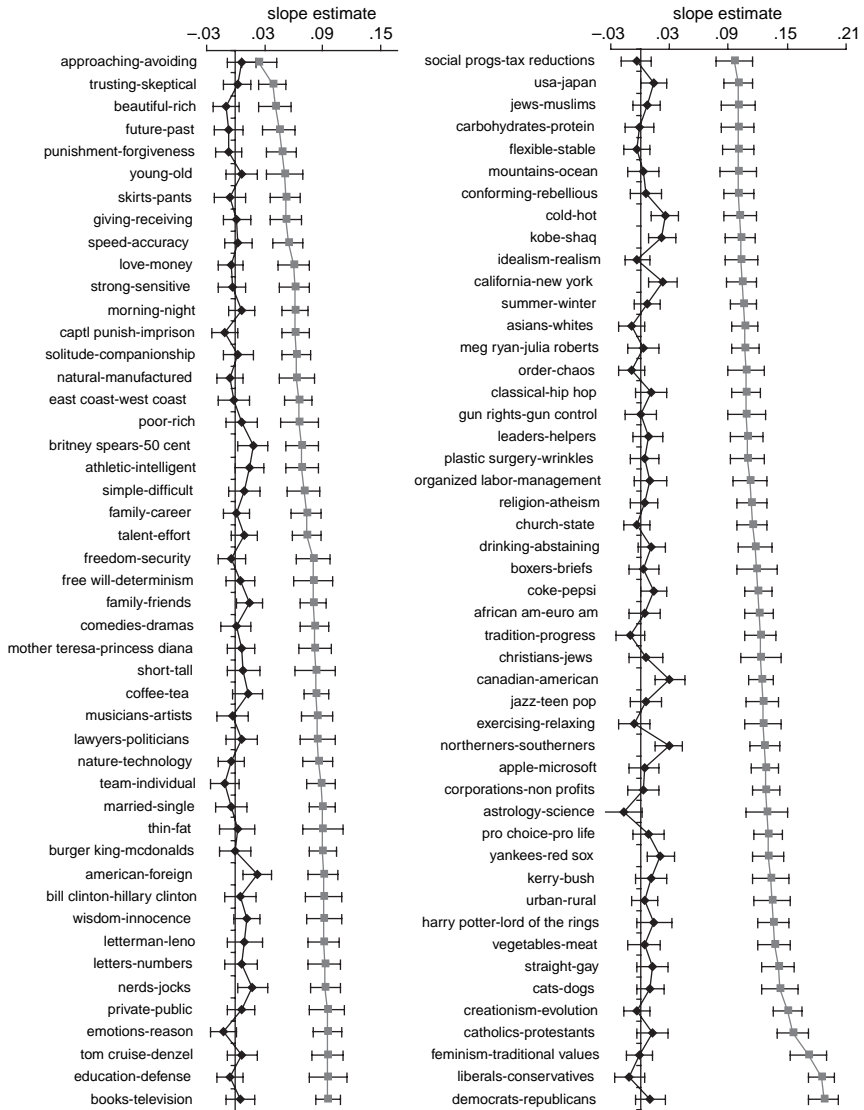 slope estimate
-.03 .03 .09 .15
approaching-avoiding
trusting-skeptical
beautiful-rich
future-past
punishment-forgiveness
young-old
skirts-pants
giving-receiving
speed-accuracy
love-money
strong-sensitive
morning-night
captl punish-imprison
solitude-companionship
natural-manufactured
east coast-west coast
poor-rich
britney spears-50 cent
athletic-intelligent
simple-difficult
family-career
talent-effort
freedom-security
free will-determinism
family-friends
comedies-dramas
mother teresa-princess diana
short-tall
coffee-tea
musicians-artists
lawyers-politicians
nature-technology
team-individual
married-single
thin-fat
burger king-mcdonalds
american-foreign
bill clinton-hillary clinton
wisdom-innocence
letterman-leno
letters-numbers
nerds-jocks
private-public
emotions-reason
tom cruise-denzel
education-defense
books-television
slope estimate
-.03 .03 .09 .15 .21
social progs-tax reductions
usa-japan
jews-muslims
carbohydrates-protein
flexible-stable
mountains-ocean
conforming-rebellious
cold-hot
kobe-shaq
idealism-realism
california-new york
summer-winter
asians-whites
meg ryan-julia roberts
order-chaos
classical-hip hop
gun rights-gun control
leaders-helpers
plastic surgery-wrinkles
organized labor-management
religion-atheism
church-state
drinking-abstaining
boxers-briefs
coke-pepsi
african am-euro am
tradition-progress
christians-jews
canadian-american
jazz-teen pop
exercising-relaxing
northerners-southerners
apple-microsoft
corporations-non profits
astrology-science
pro choice-pro life
yankees-red sox
kerry-bush
urban-rural
harry potter-lord of the rings
vegetables-meat
straight-gay
cats-dogs
creationism-evolution
catholics-protestants
feminism-traditional values
liberals-conservatives
democrats-republicans